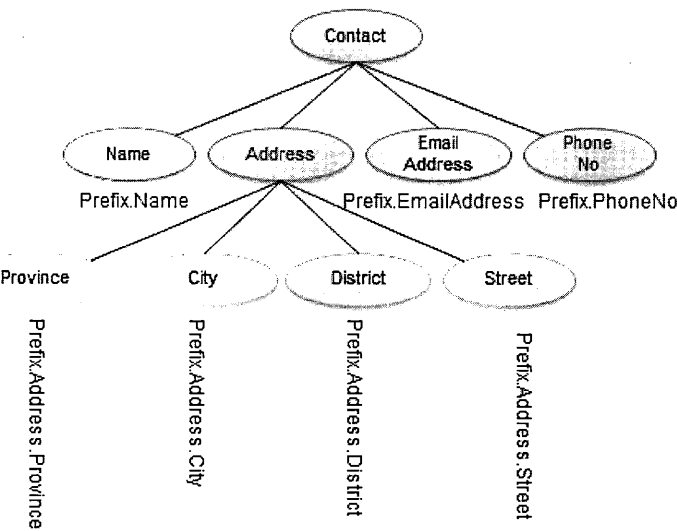 Contact
Name
Address
Email
Address
Phone
No
Prefix.Name
Prefix.EmailAddress
Prefix.PhoneNo
Province
City
District
Street
Prefix.Address.Province
Prefix.Address.City
Prefix.Address.District
Prefix.Address.Street